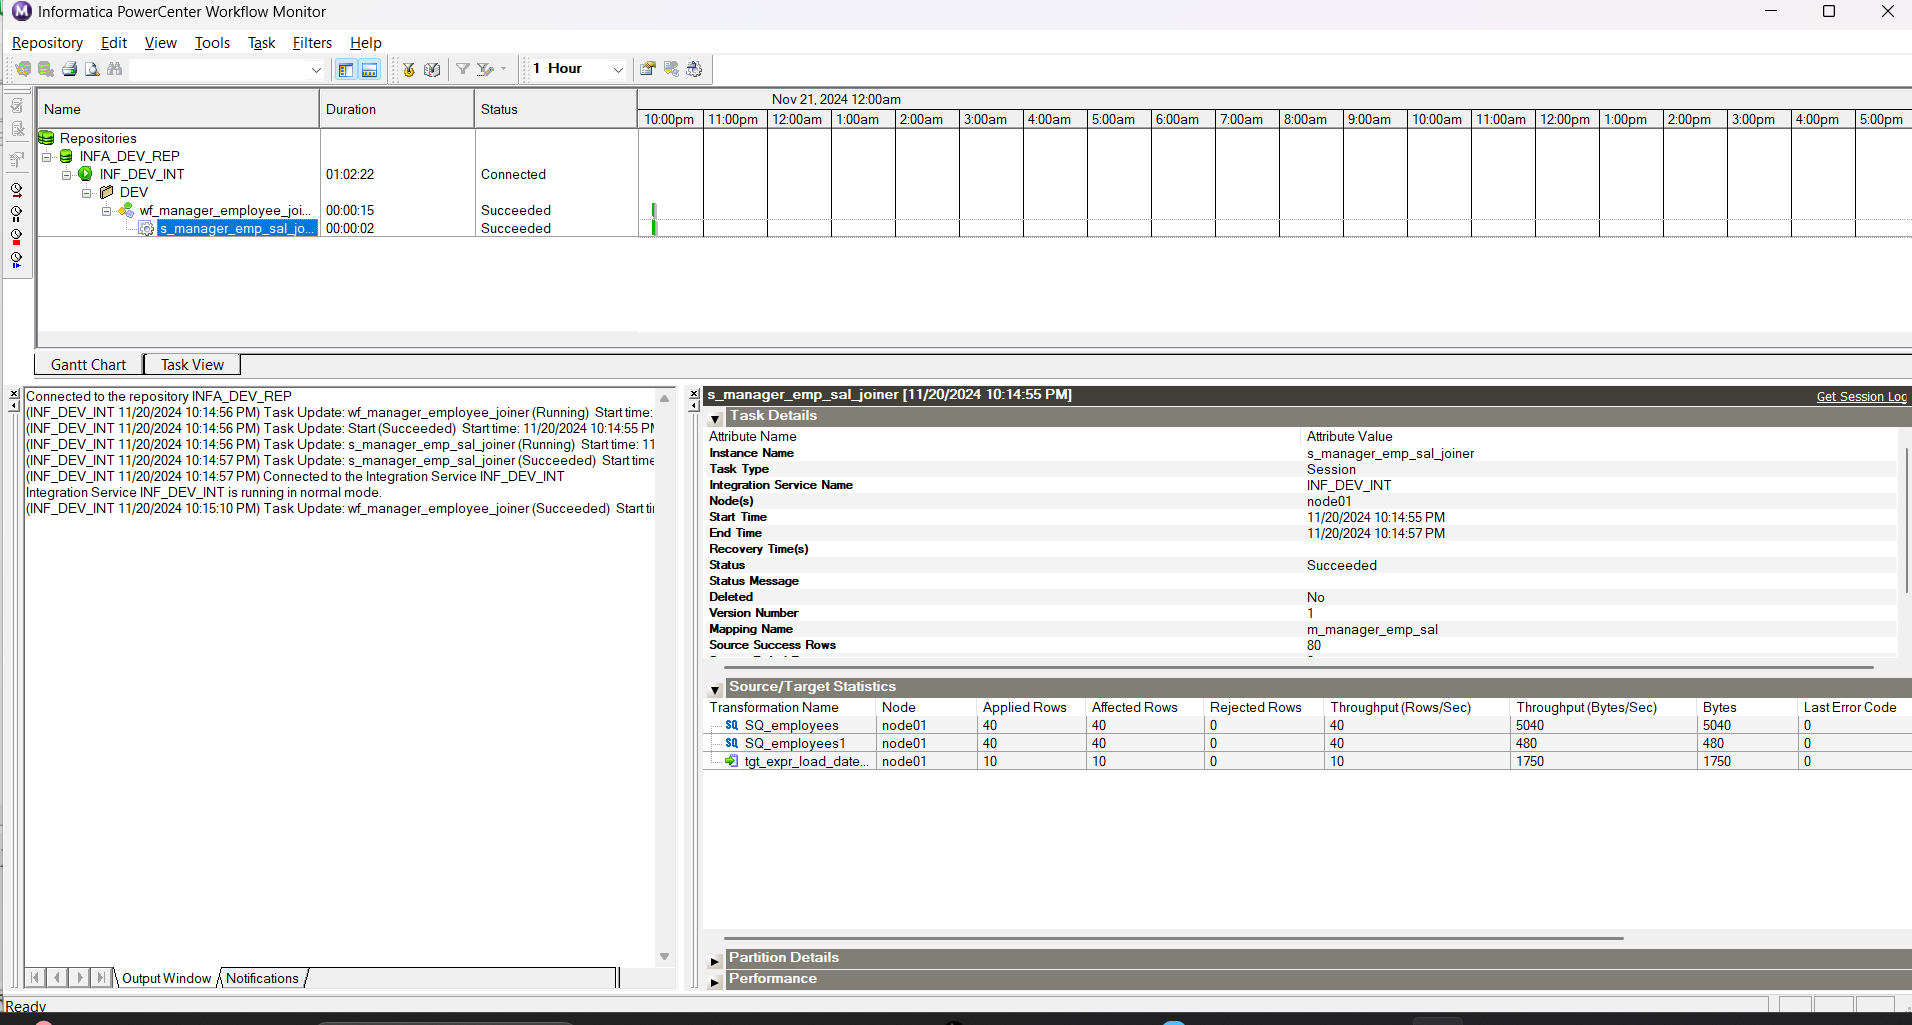 Informatica PowerCenter Workflow Monitor
Repository Edit View Tools Task Filters Help
1 Hour
Name Duration Status Nov 21, 2024 12:00am
10:00pm 11:00pm 12:00am 1:00am 2:00am 3:00am 4:00am 5:00am 6:00am 7:00am 8:00am 9:00am 10:00am 11:00am 12:00pm 1:00pm 2:00pm 3:00pm 4:00pm 5:00pm
Repositories
INFA_DEV_REP
INF_DEV_INT 01:02:22 Connected
DEV
wf_manager_employee_joi... 00:00:15 Succeeded
s_manager_emp_sal_jo... 00:00:02 Succeeded
Gantt Chart Task View
Connected to the repository INFA_DEV_REP
(INF_DEV_INT 11/20/2024 10:14:56 PM) Task Update: wf_manager_employee_joiner (Running) Start time:
(INF_DEV_INT 11/20/2024 10:14:56 PM) Task Update: Start (Succeeded) Start time: 11/20/2024 10:14:55 PM
(INF_DEV_INT 11/20/2024 10:14:56 PM) Task Update: s_manager_emp_sal_joiner (Running) Start time: 11
(INF_DEV_INT 11/20/2024 10:14:57 PM) Task Update: s_manager_emp_sal_joiner (Succeeded) Start time
(INF_DEV_INT 11/20/2024 10:14:57 PM) Connected to the Integration Service INF_DEV_INT
Integration Service INF_DEV_INT is running in normal mode.
(INF_DEV_INT 11/20/2024 10:15:10 PM) Task Update: wf_manager_employee_joiner (Succeeded) Start ti
Output Window Notifications
s_manager_emp_sal_joiner [11/20/2024 10:14:55 PM] Get Session Log
Task Details
Attribute Name Attribute Value
Instance Name s_manager_emp_sal_joiner
Task Type Session
Integration Service Name INF_DEV_INT
Node(s) node01
Start Time 11/20/2024 10:14:55 PM
End Time 11/20/2024 10:14:57 PM
Recovery Time(s)
Status Succeeded
Status Message
Deleted No
Version Number 1
Mapping Name m_manager_emp_sal
Source Success Rows 80
Source/Target Statistics
Transformation Name Node Applied Rows Affected Rows Rejected Rows Throughput (Rows/Sec) Throughput (Bytes/Sec) Bytes Last Error Code
SQ SQ_employees node01 40 40 0 40 5040 5040 0
SQ SQ_employees1 node01 40 40 0 40 480 480 0
tgt_expr_load_date... node01 10 10 0 10 1750 1750 0
Partition Details
Performance
Ready